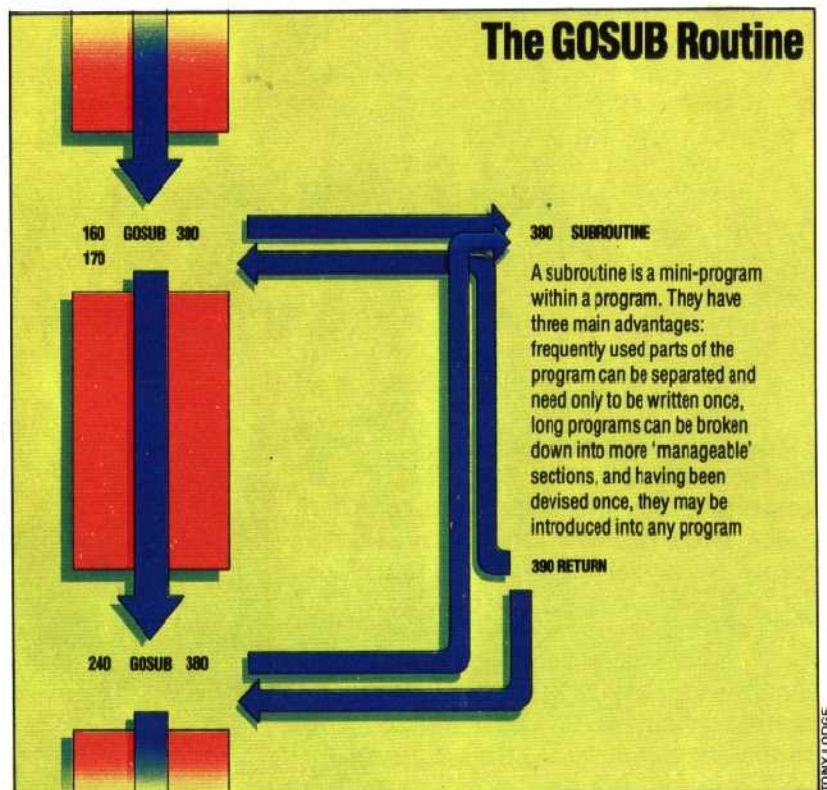 The GOSUB Routine
160 GOSUB 380
170
380 SUBROUTINE
A subroutine is a mini-program
within a program. They have
three main advantages:
frequently used parts of the
program can be separated and
need only to be written once,
long programs can be broken
down into more 'manageable'
sections, and having been
devised once, they may be
introduced into any program
390 RETURN
240 GOSUB 380
TONY LODGE